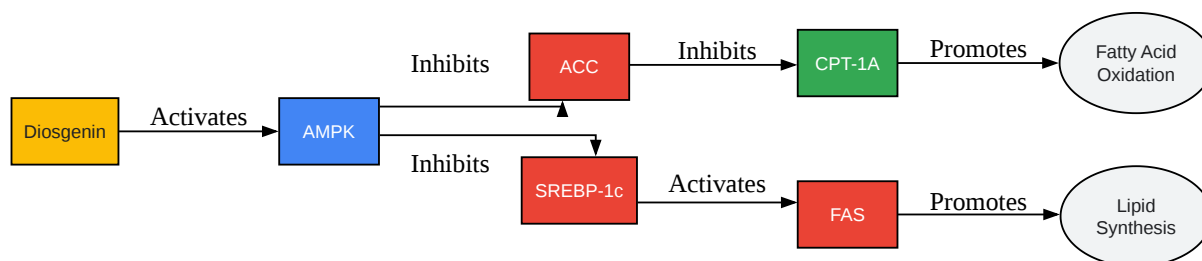 Diosgenin
Activates
AMPK
Inhibits
ACC
Inhibits
CPT-1A
Promotes
Fatty Acid
Oxidation
Inhibits
SREBP-1c
Activates
FAS
Promotes
Lipid
Synthesis